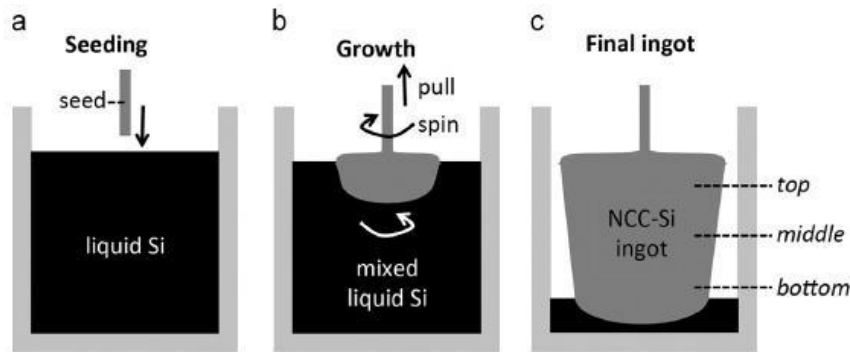 a
Seeding
seed
liquid Si
b
Growth
pull
spin
mixed
liquid Si
c
Final ingot
NCC-Si
ingot
top
middle
bottom